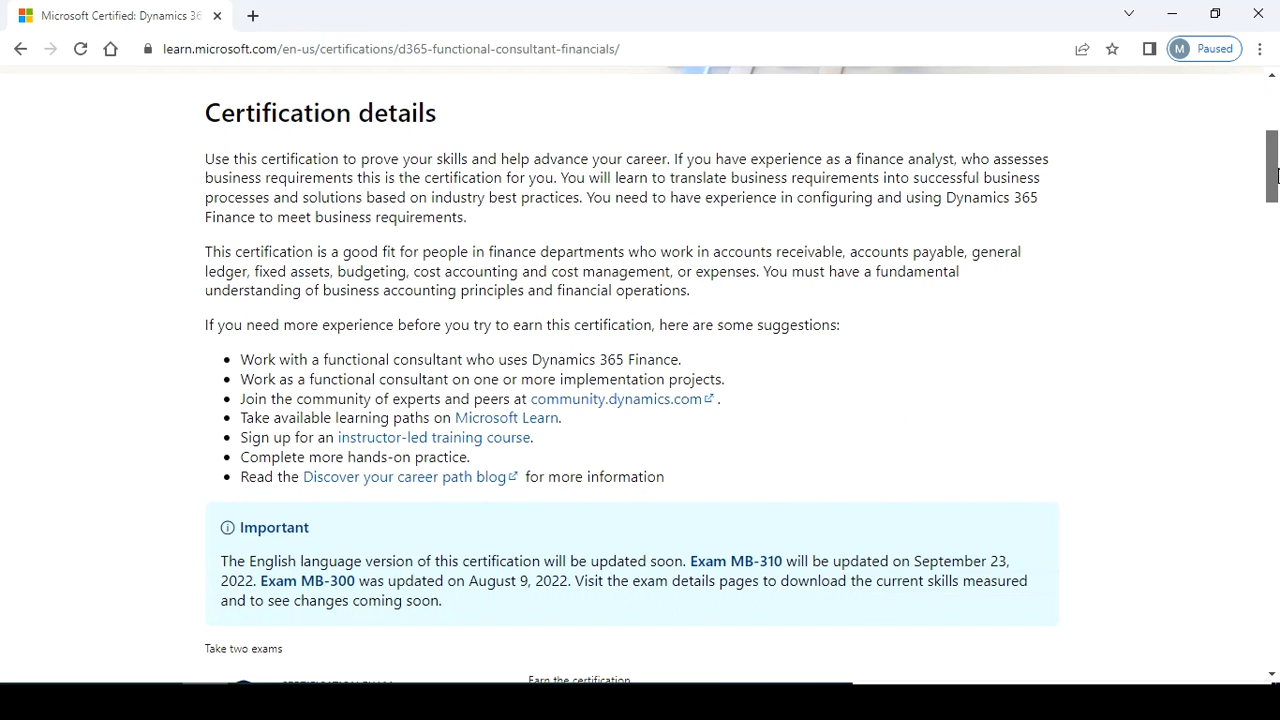 Microsoft Certified: Dynamics 36
learn.microsoft.com/en-us/certifications/d365-functional-consultant-financials/
M Paused
Certification details
Use this certification to prove your skills and help advance your career. If you have experience as a finance analyst, who assesses
business requirements this is the certification for you. You will learn to translate business requirements into successful business
processes and solutions based on industry best practices. You need to have experience in configuring and using Dynamics 365
Finance to meet business requirements.
This certification is a good fit for people in finance departments who work in accounts receivable, accounts payable, general
ledger, fixed assets, budgeting, cost accounting and cost management, or expenses. You must have a fundamental
understanding of business accounting principles and financial operations.
If you need more experience before you try to earn this certification, here are some suggestions:
• Work with a functional consultant who uses Dynamics 365 Finance.
• Work as a functional consultant on one or more implementation projects.
• Join the community of experts and peers at community.dynamics.com .
• Take available learning paths on Microsoft Learn.
• Sign up for an instructor-led training course.
• Complete more hands-on practice.
• Read the Discover your career path blog for more information
Important
The English language version of this certification will be updated soon. Exam MB-310 will be updated on September 23,
2022. Exam MB-300 was updated on August 9, 2022. Visit the exam details pages to download the current skills measured
and to see changes coming soon.
Take two exams
CERTIFICATION EXAM
Earn the certification